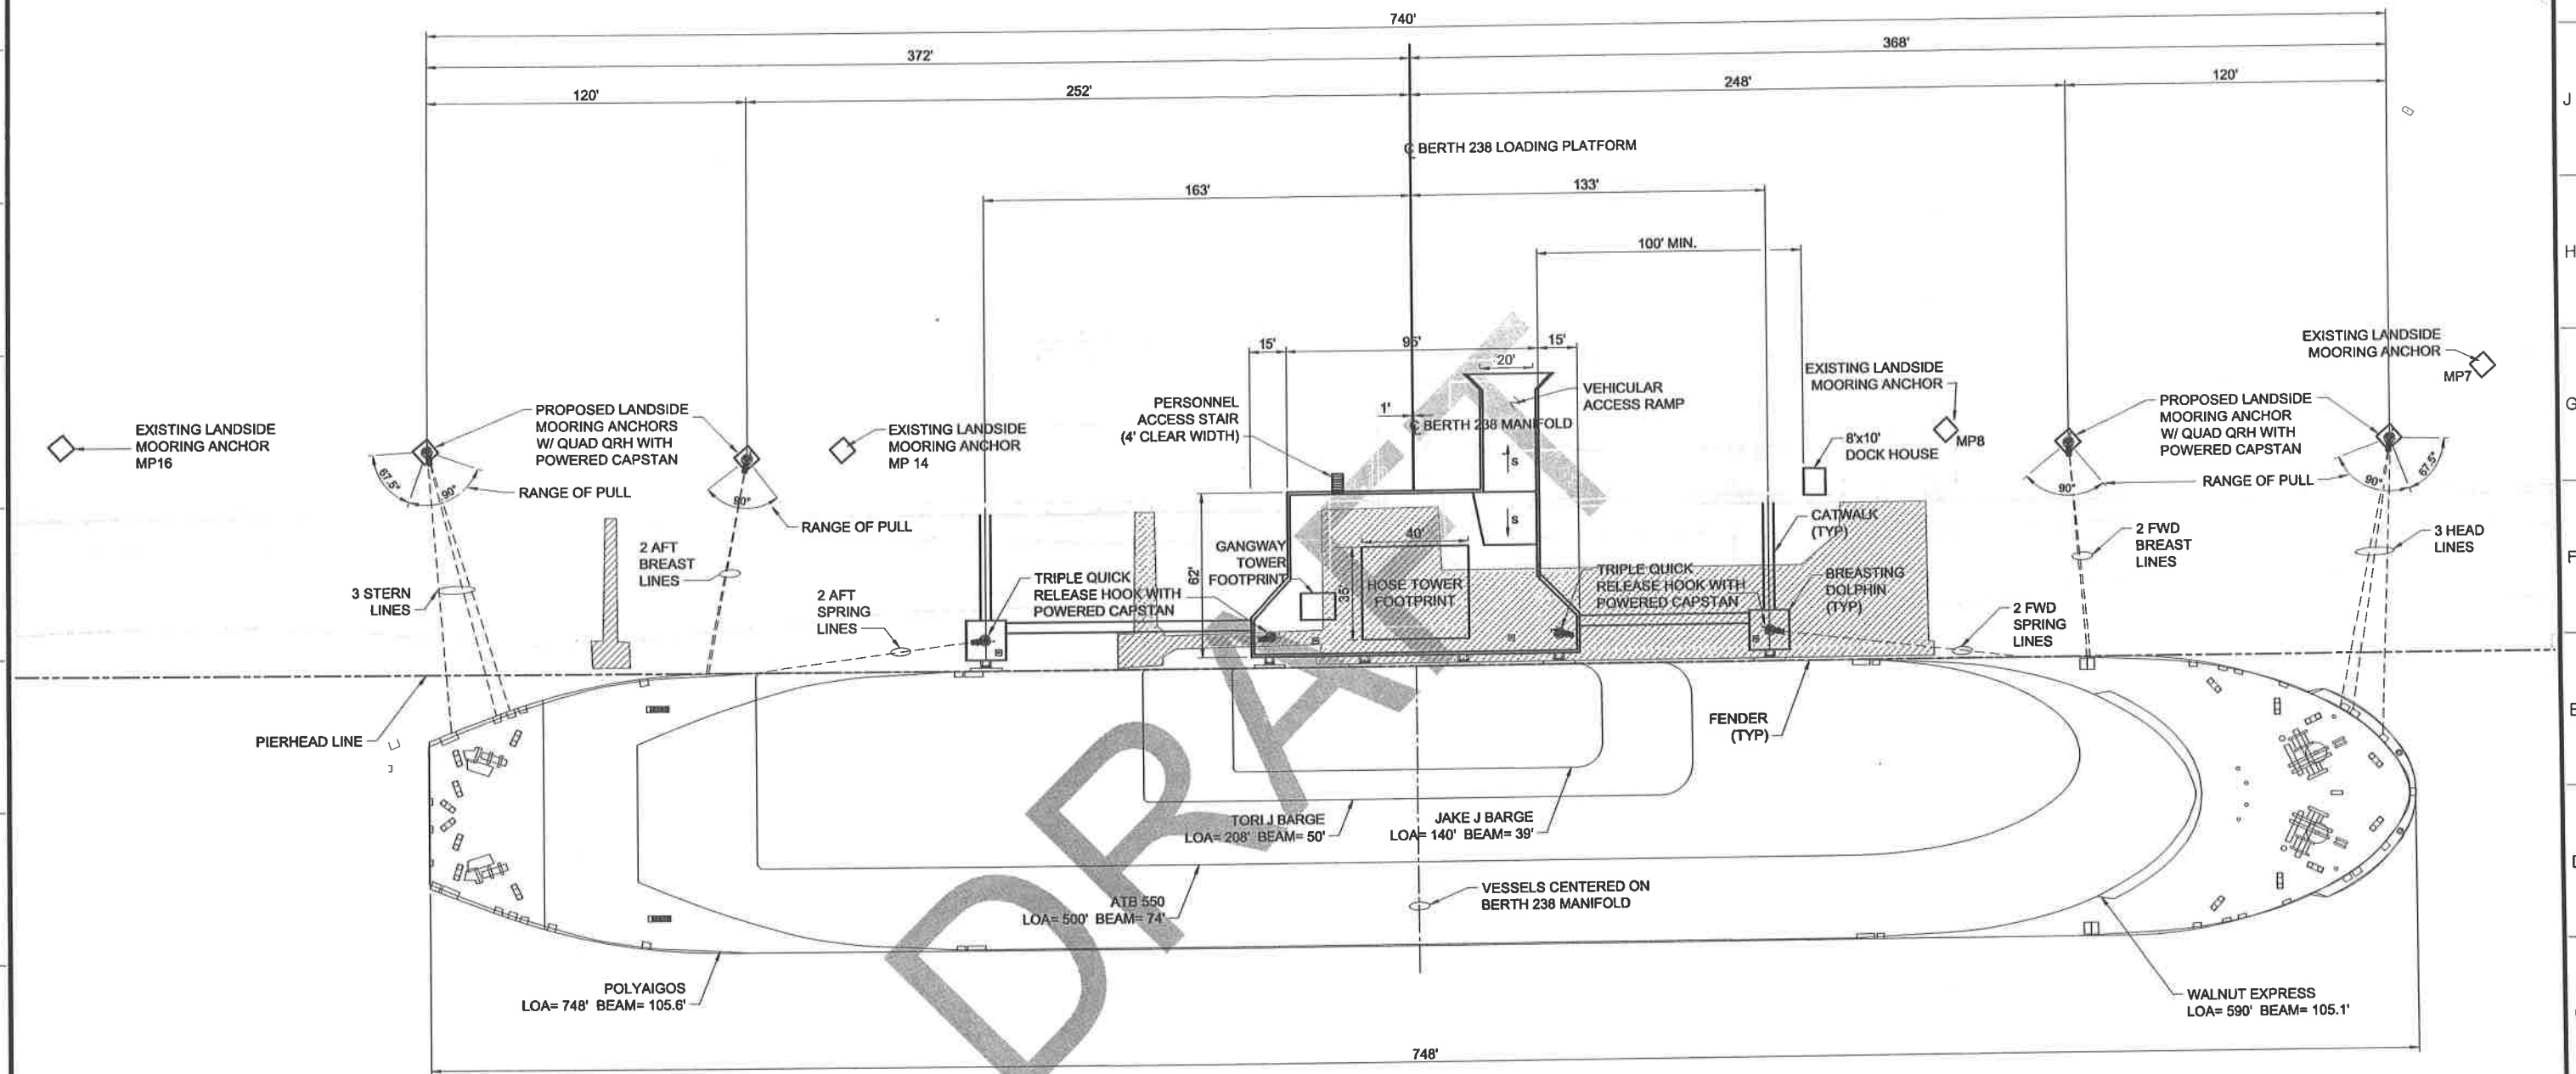 740'
372'
368'
120'
252'
248'
120'
J
℄ BERTH 238 LOADING PLATFORM
163'
133'
100' MIN.
H
15'
95'
15'
20'
EXISTING LANDSIDE
MOORING ANCHOR
MP7
EXISTING LANDSIDE
MOORING ANCHOR
MP8
VEHICULAR
ACCESS RAMP
PERSONNEL
ACCESS STAIR
(4' CLEAR WIDTH)
1'
℄ BERTH 238 MANIFOLD
G
EXISTING LANDSIDE
MOORING ANCHOR
MP16
PROPOSED LANDSIDE
MOORING ANCHORS
W/ QUAD QRH WITH
POWERED CAPSTAN
EXISTING LANDSIDE
MOORING ANCHOR
MP 14
8'x10'
DOCK HOUSE
PROPOSED LANDSIDE
MOORING ANCHOR
W/ QUAD QRH WITH
POWERED CAPSTAN
67.5°
90°
RANGE OF PULL
90°
RANGE OF PULL
S
S
90°
RANGE OF PULL
90°
67.5°
CATWALK
(TYP)
2 AFT
BREAST
LINES
GANGWAY
TOWER
FOOTPRINT
62'
40'
35'
HOSE TOWER
FOOTPRINT
2 FWD
BREAST
LINES
3 HEAD
LINES
F
3 STERN
LINES
2 AFT
SPRING
LINES
TRIPLE QUICK
RELEASE HOOK WITH
POWERED CAPSTAN
TRIPLE QUICK
RELEASE HOOK WITH
POWERED CAPSTAN
BREASTING
DOLPHIN
(TYP)
2 FWD
SPRING
LINES
PIERHEAD LINE
FENDER
(TYP)
E
TORI J BARGE
LOA= 208' BEAM= 50'
JAKE J BARGE
LOA= 140' BEAM= 39'
D
ATB 550
LOA= 500' BEAM= 74'
VESSELS CENTERED ON
BERTH 238 MANIFOLD
POLYAIGOS
LOA= 748' BEAM= 105.6'
WALNUT EXPRESS
LOA= 590' BEAM= 105.1'
748'
DRAFT